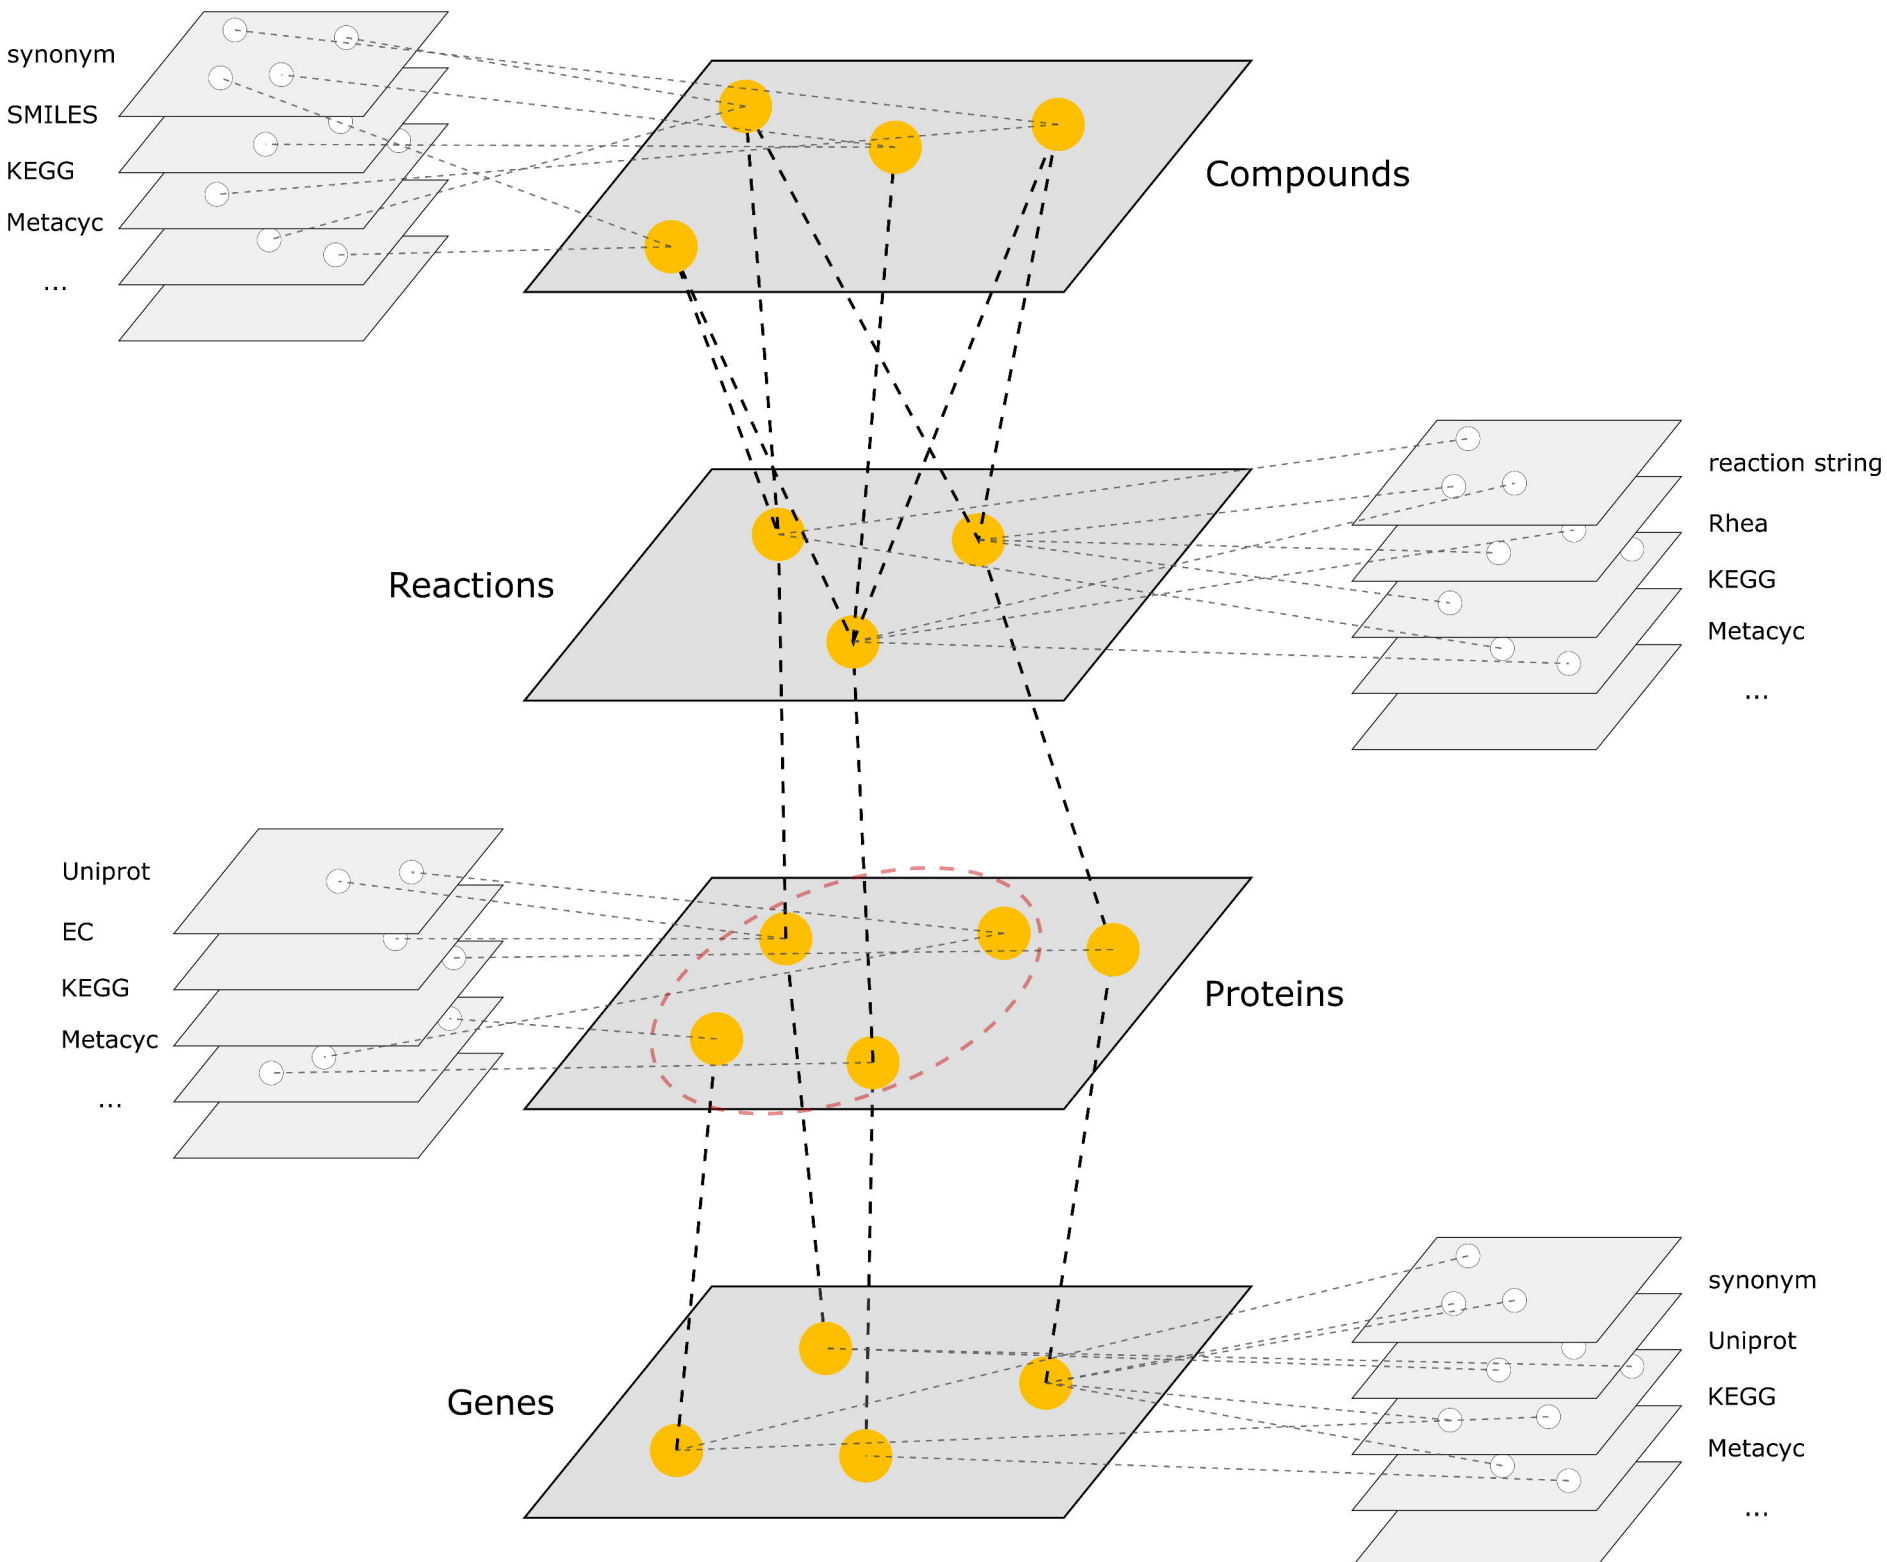 synonym
SMILES
KEGG
Metacyc
...
Compounds
Reactions
reaction string
Rhea
KEGG
Metacyc
...
Uniprot
EC
KEGG
Metacyc
...
Proteins
Genes
synonym
Uniprot
KEGG
Metacyc
...